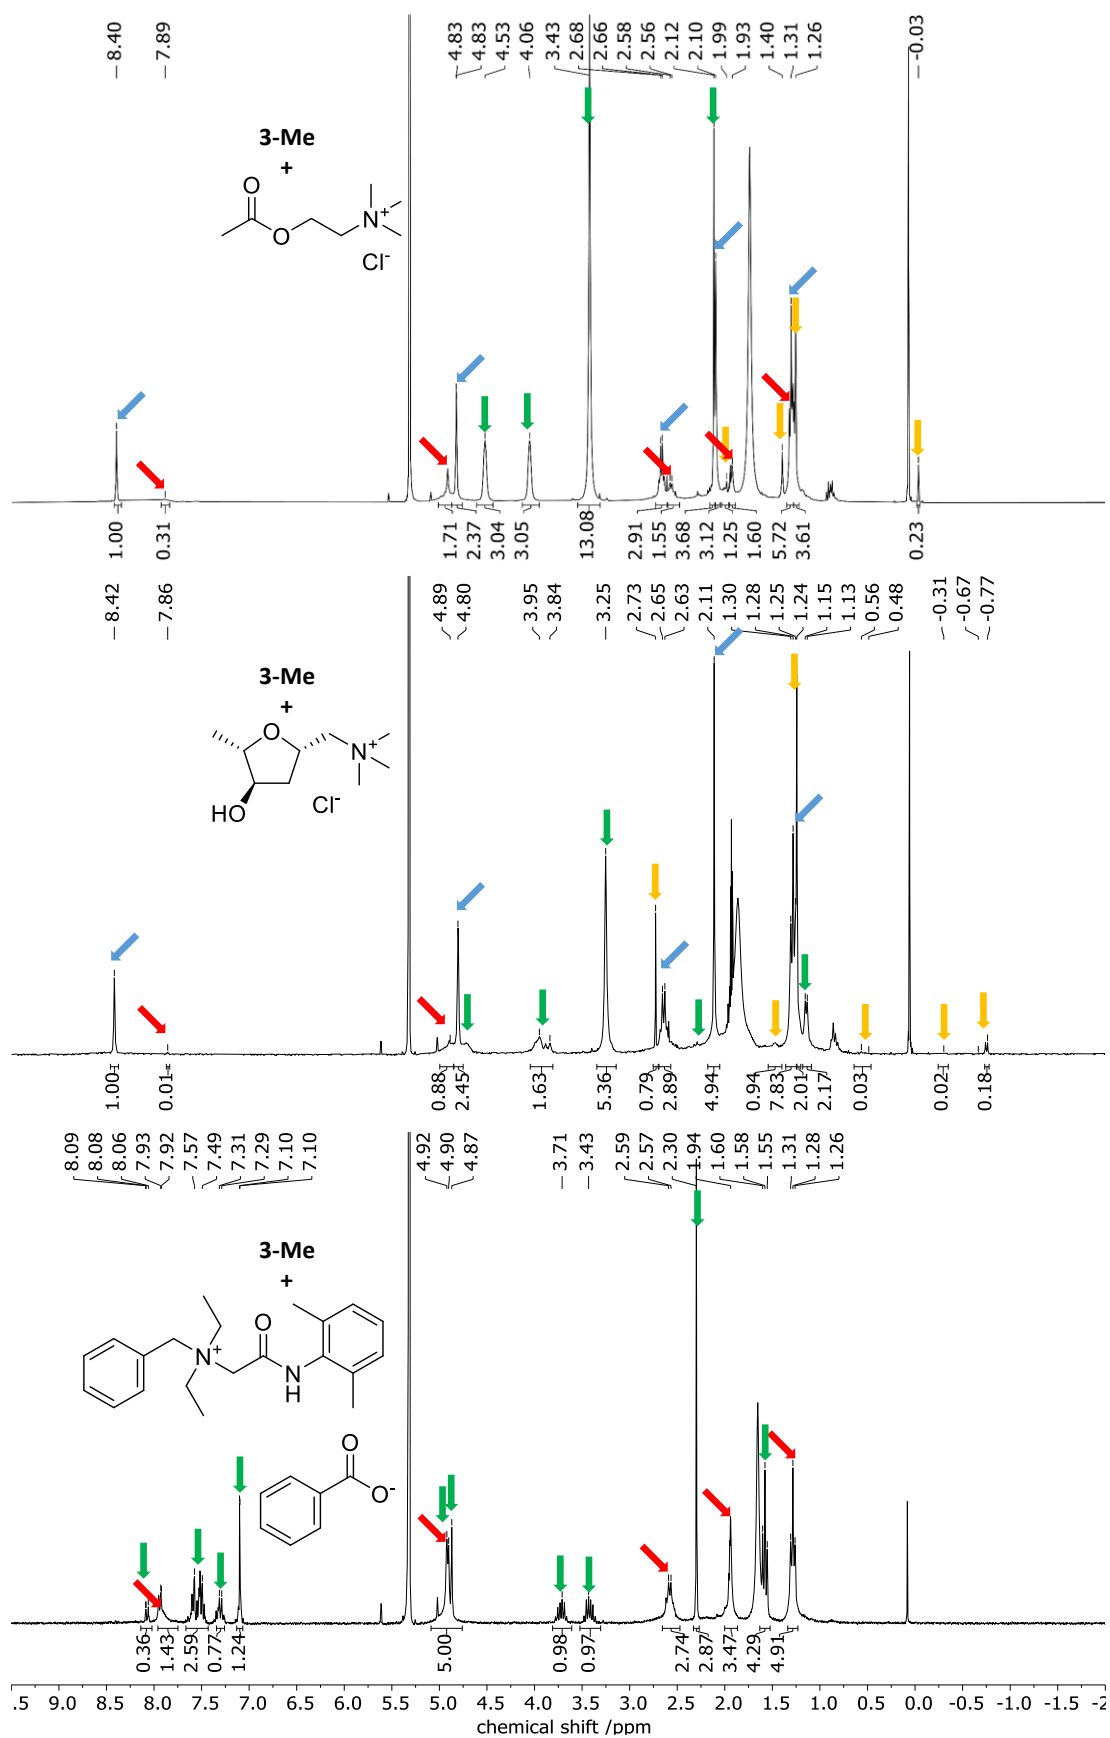 8.40 7.89 4.83 4.83 4.53 4.06 3.43 2.68 2.66 2.58 2.56 2.12 2.10 1.99 1.93 1.40 1.31 1.26 -0.03
3-Me
+
O
O
N+
Cl-
1.00 0.31 1.71 2.37 3.04 3.05 13.08 2.91 1.55 3.68 3.12 1.25 1.60 5.72 3.61 0.23
8.42 7.86 4.89 4.80 3.95 3.84 3.25 2.73 2.65 2.63 2.11 1.30 1.28 1.25 1.24 1.15 1.13 0.56 0.48 -0.31 -0.67 -0.77
3-Me
+
O
N+
HO
Cl-
1.00 0.01 0.88 2.45 1.63 5.36 0.79 2.89 4.94 0.94 7.83 2.01 2.17 0.03 0.02 0.18
8.09 8.08 8.06 7.93 7.92 7.57 7.49 7.31 7.29 7.10 7.10 4.92 4.90 4.87 3.71 3.43 2.59 2.57 2.30 1.94 1.60 1.58 1.55 1.31 1.28 1.26
3-Me
+
O
N+
N
H
O
O-
0.36 1.43 2.59 0.77 1.24 5.00 0.98 0.97 2.74 2.87 3.47 4.29 4.91
.5 9.0 8.5 8.0 7.5 7.0 6.5 6.0 5.5 5.0 4.5 4.0 3.5 3.0 2.5 2.0 1.5 1.0 0.5 0.0 -0.5 -1.0 -1.5 -2
chemical shift /ppm